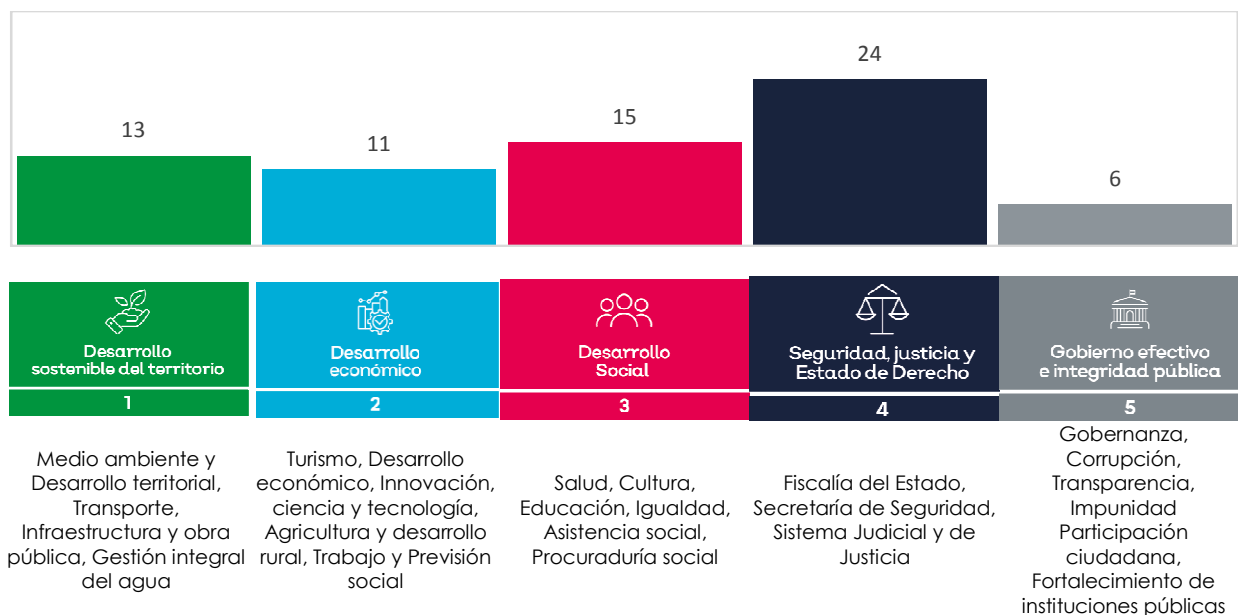 13
11
15
24
6
Desarrollo
sostenible del territorio
1
Desarrollo
económico
2
Desarrollo
Social
3
Seguridad, justicia y
Estado de Derecho
4
Gobierno efectivo
e integridad pública
5
Medio ambiente y
Desarrollo territorial,
Transporte,
Infraestructura y obra
pública, Gestión integral
del agua
Turismo, Desarrollo
económico, Innovación,
ciencia y tecnología,
Agricultura y desarrollo
rural, Trabajo y Previsión
social
Salud, Cultura,
Educación, Igualdad,
Asistencia social,
Procuraduría social
Fiscalía del Estado,
Secretaría de Seguridad,
Sistema Judicial y de
Justicia
Gobernanza,
Corrupción,
Transparencia,
Impunidad
Participación
ciudadana,
Fortalecimiento de
instituciones públicas